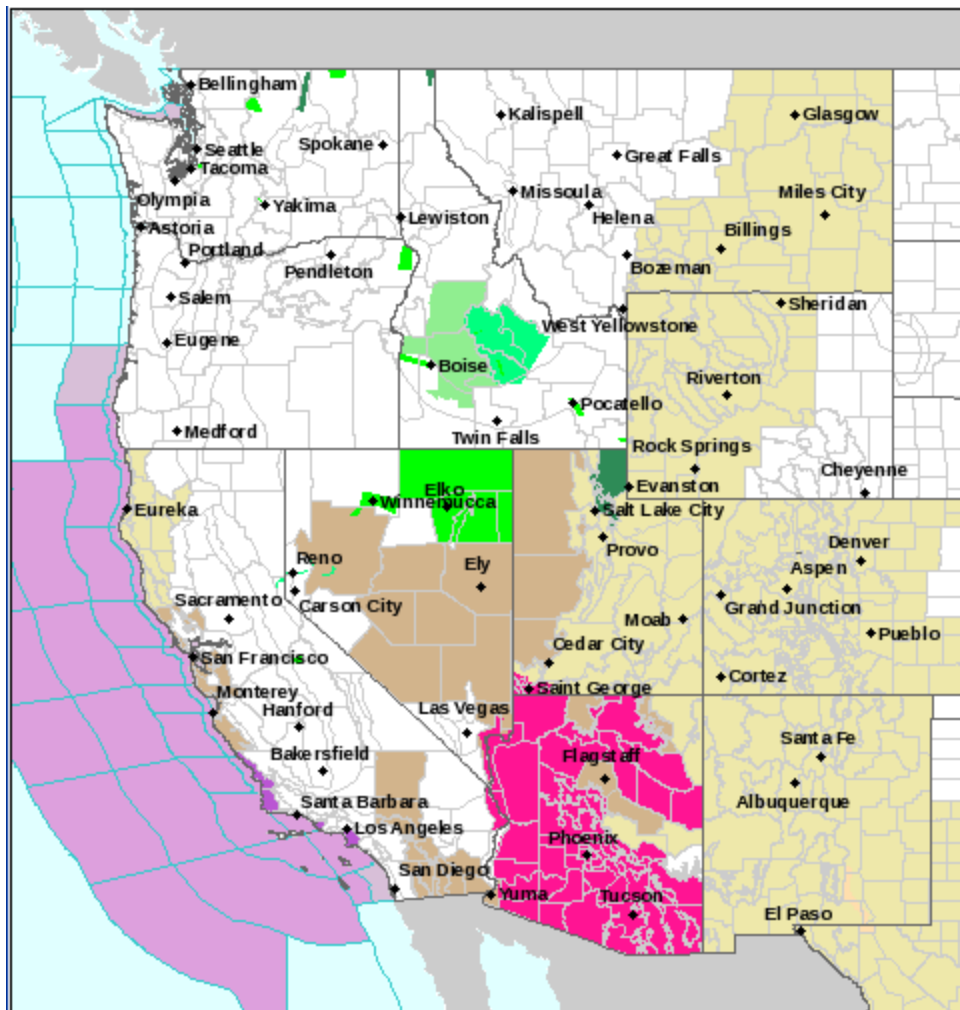 Bellingham
Kalispell
Glasgow
Spokane
Seattle
Great Falls
Tacoma
Missoula
Miles City
Olympia
Yakima
Helena
Lewiston
Astoria
Billings
Portland
Pendleton
Bozeman
Salem
Sheridan
West Yellowstone
Eugene
Boise
Riverton
Pocatello
Medford
Twin Falls
Rock Springs
Cheyenne
Elko
Evanston
Winnemucca
Eureka
Salt Lake City
Denver
Provo
Reno
Ely
Aspen
Sacramento
Carson City
Grand Junction
Moab
Pueblo
Cedar City
San Francisco
Cortez
Saint George
Monterey
Hanford
Las Vegas
Santa Fe
Bakersfield
Flagstaff
Santa Barbara
Albuquerque
Los Angeles
Phoenix
San Diego
Yuma
Tucson
El Paso